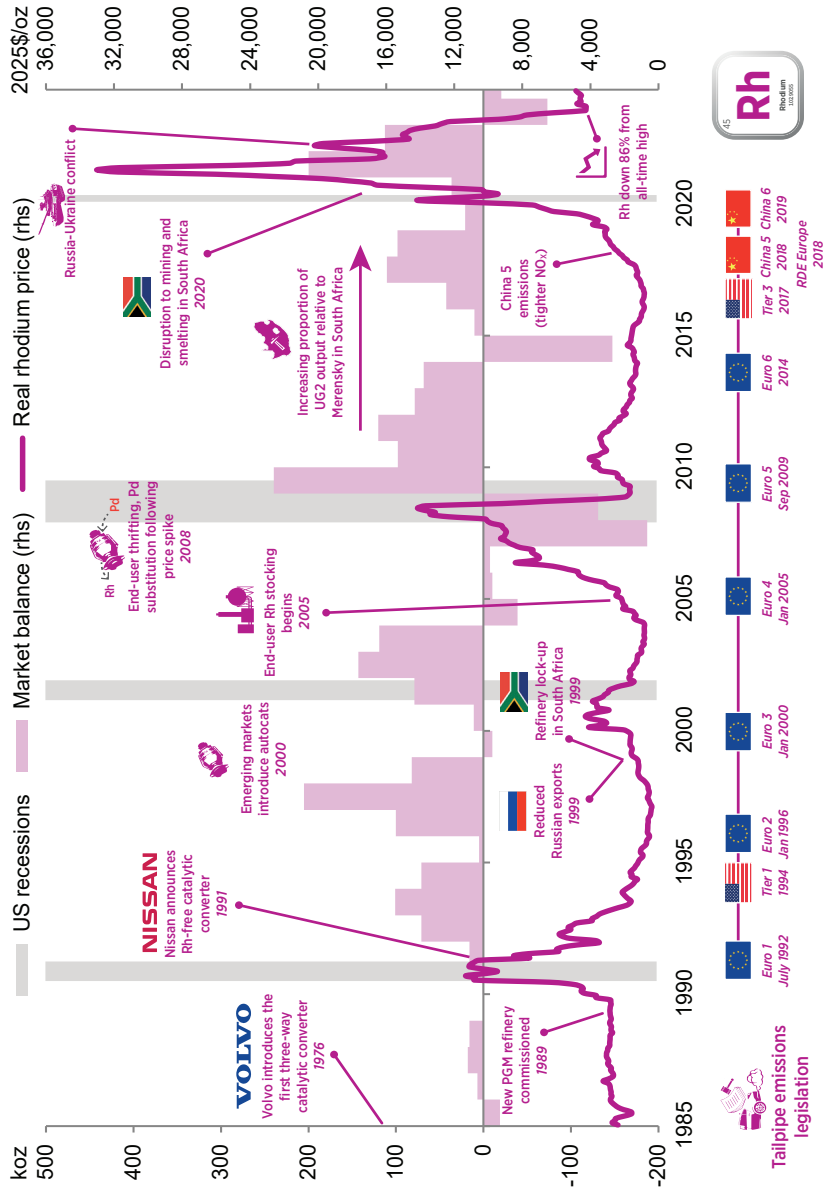 koz
US recessions
Market balance (rhs)
Real rhodium price (rhs)
2025$/oz
500
400
300
200
100
0
-100
-200
36,000
32,000
28,000
24,000
20,000
16,000
12,000
8,000
4,000
0
1985
1990
1995
2000
2005
2010
2015
2020
VOLVO
Volvo introduces the
first three-way
catalytic converter
1976
New PGM refinery
commissioned
1989
NISSAN
Nissan announces
Rh-free catalytic
converter
1991
Emerging markets
introduce autocats
2000
Reduced
Russian exports
1999
Refinery lock-up
in South Africa
1999
End-user Rh stocking
begins
2005
Rh
Pd
End-user thrifting, Pd
substitution following
price spike
2008
Increasing proportion of
UG2 output relative to
Merensky in South Africa
Disruption to mining and
smelting in South Africa
2020
Russia-Ukraine conflict
China 5
emissions
(tighter NOx)
Rh down 86% from
all-time high
Tailpipe emissions
legislation
Euro 1
July 1992
Tier 1
1994
Euro 2
Jan 1996
Euro 3
Jan 2000
Euro 4
Jan 2005
Euro 5
Sep 2009
Euro 6
2014
Tier 3
2017
China 5
2018
RDE Europe
2018
China 6
2019
45
Rh
Rhodium
102.9055